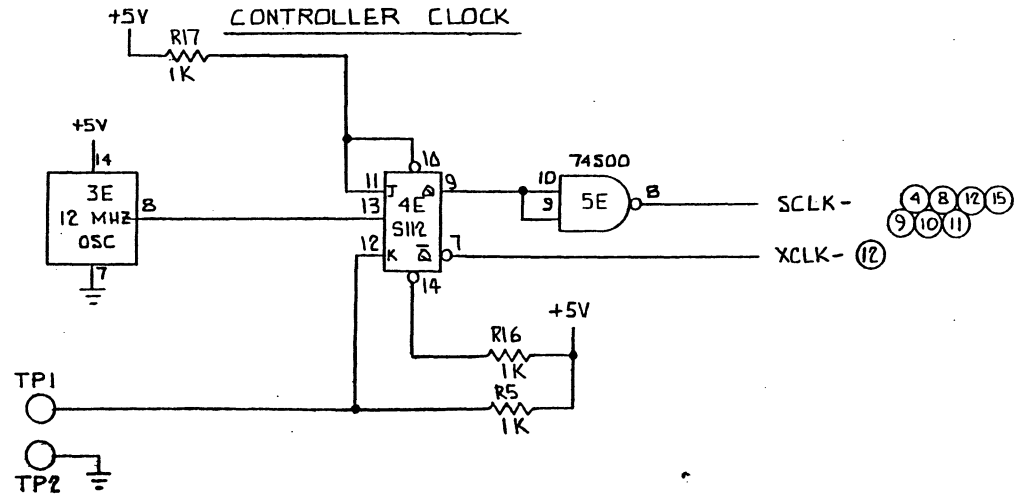 CONTROLLER CLOCK
+5V
R17
1K
+5V
14
3E
12 MHZ
OSC
8
7
10
11 J Q 9
13 4E
S112
12 K Q̅ 7
14
74S00
10
9
5E
8
SCLK-
4 8 12 15
9 10 11
XCLK- 12
+5V
R16
1K
R5
1K
TP1
TP2